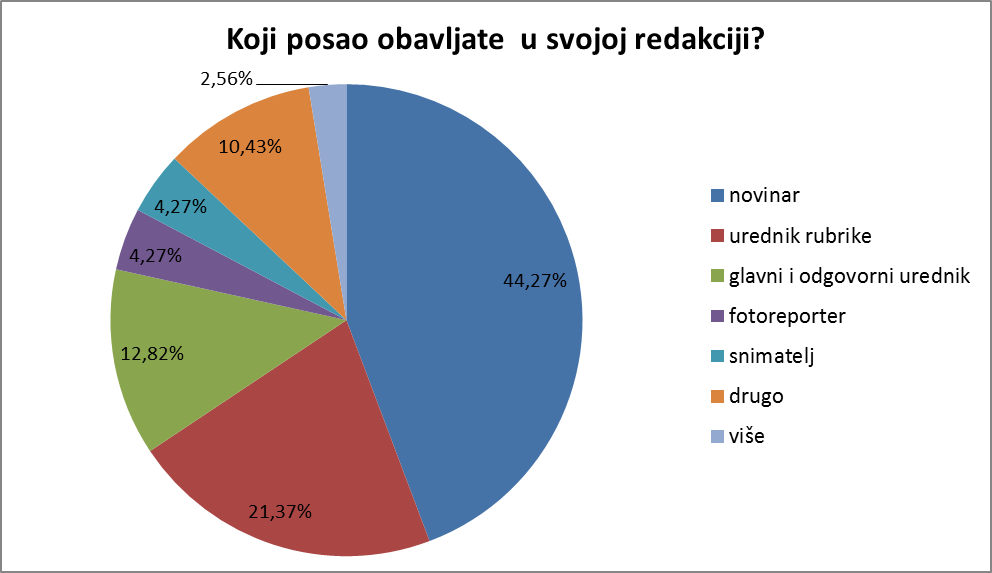 Koji posao obavljate  u svojoj redakciji?
2,56%
10,43%
4,27%
4,27%
12,82%
21,37%
44,27%
novinar
urednik rubrike
glavni i odgovorni urednik
fotoreporter
snimatelj
drugo
više